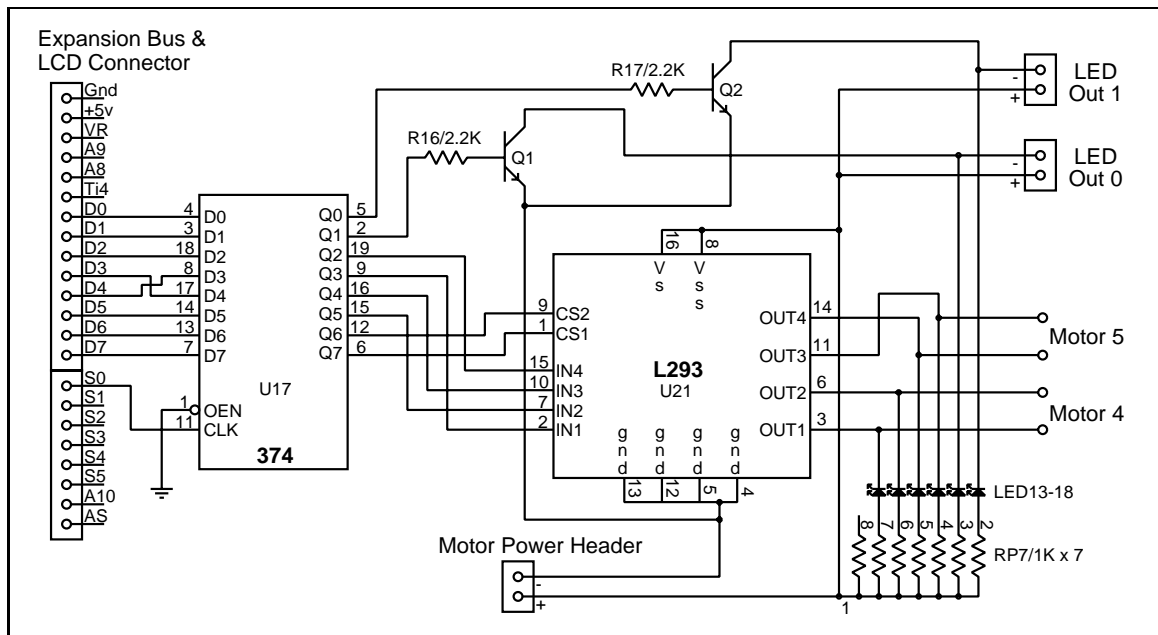 Expansion Bus &
LCD Connector
Gnd
+5v
VR
A9
A8
Ti4
D0
D1
D2
D3
D4
D5
D6
D7
S0
S1
S2
S3
S4
S5
A10
AS
4 D0
3 D1
18 D2
8 D3
17 D4
14 D5
13 D6
7 D7
1 OEN
11 CLK
U17
374
Q0 5
Q1 2
Q2 19
Q3 9
Q4 16
Q5 15
Q6 12
Q7 6
R16/2.2K
Q1
R17/2.2K
Q2
- LED
+ Out 1
- LED
+ Out 0
16 Vs
8 Vss
9 CS2
1 CS1
15 IN4
10 IN3
7 IN2
2 IN1
L293
U21
OUT4 14
OUT3 11
OUT2 6
OUT1 3
gnd 13
gnd 12
gnd 5
gnd 4
Motor 5
Motor 4
LED13-18
8 7 6 5 4 3 2
RP7/1K x 7
1
Motor Power Header
-
+